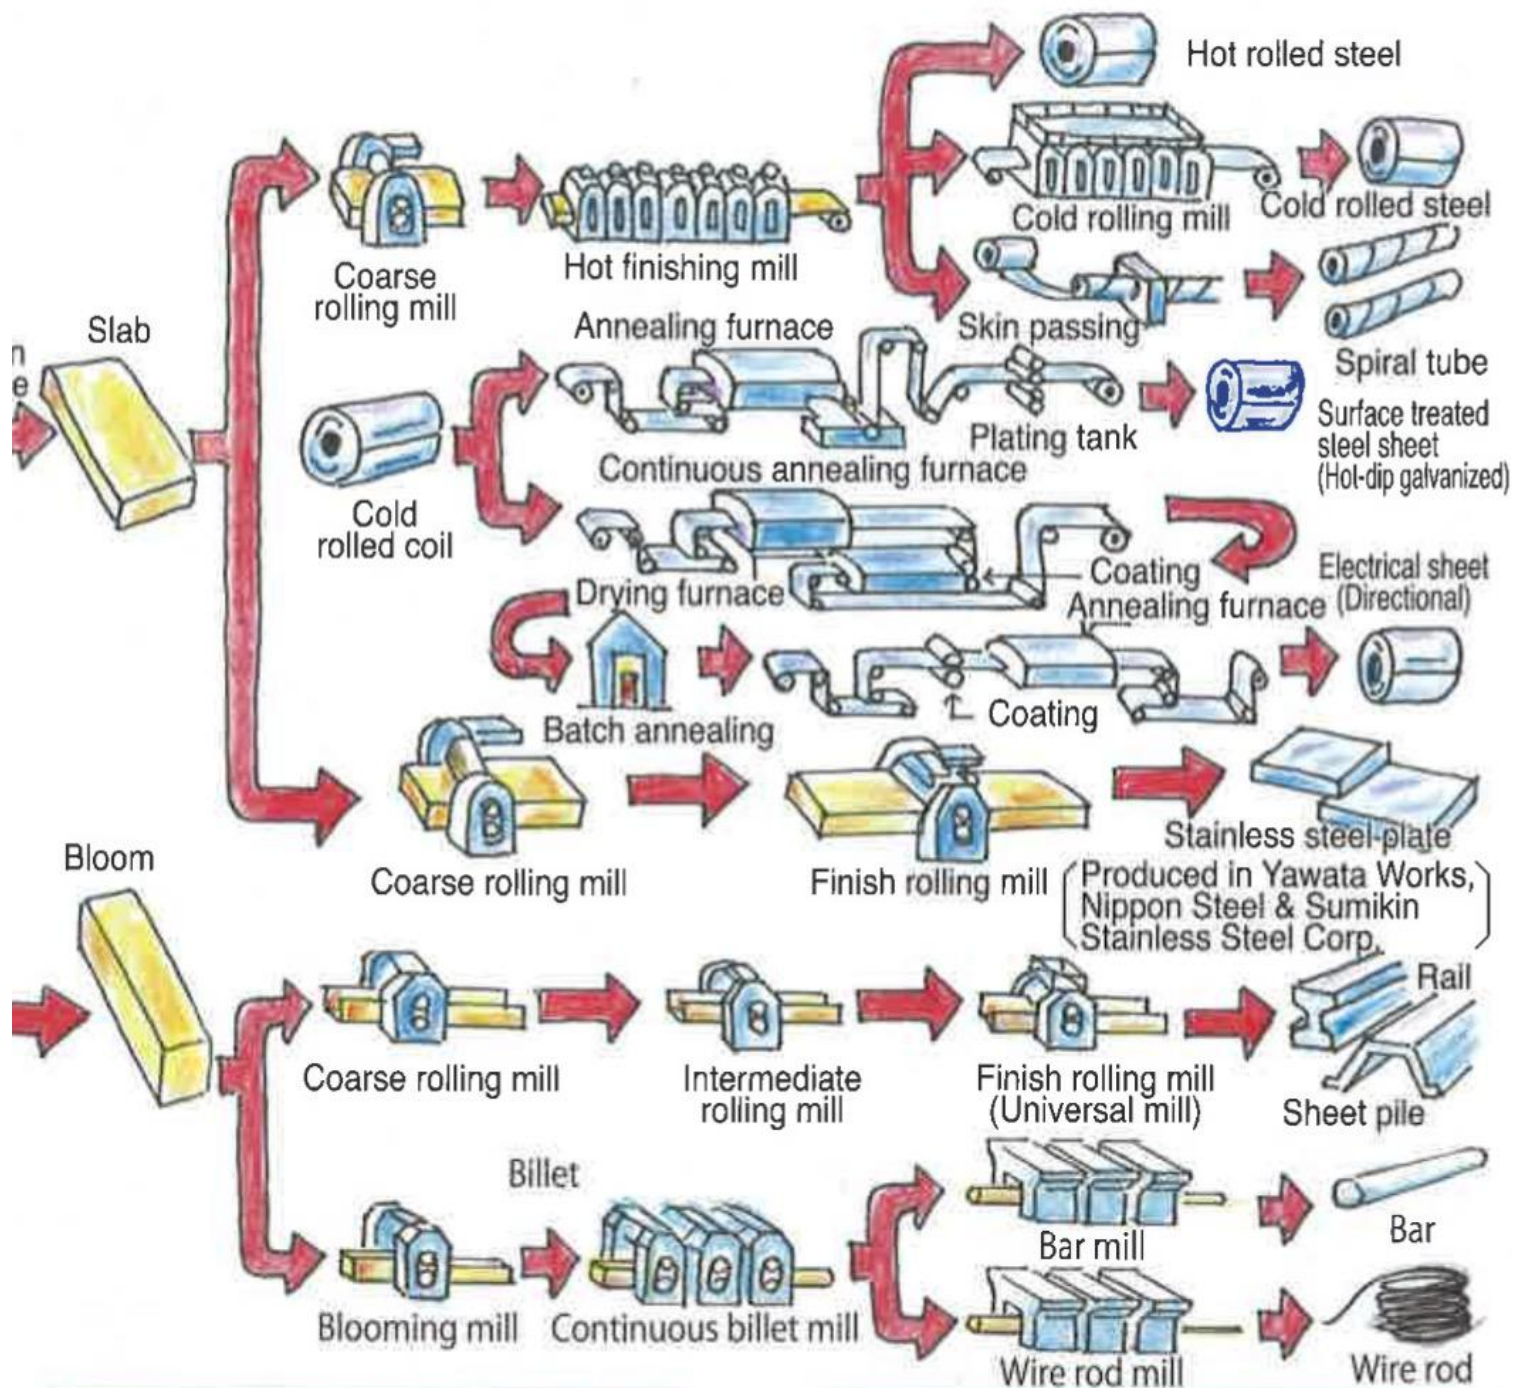 Hot rolled steel
Cold rolling mill
Cold rolled steel
Coarse
rolling mill
Hot finishing mill
Slab
n
e
Annealing furnace
Skin passing
Spiral tube
Plating tank
Surface treated
steel sheet
(Hot-dip galvanized)
Continuous annealing furnace
Cold
rolled coil
Drying furnace
Coating
Annealing furnace
Electrical sheet
(Directional)
Batch annealing
Coating
Coarse rolling mill
Finish rolling mill
Stainless steel plate
(Produced in Yawata Works,
Nippon Steel & Sumikin
Stainless Steel Corp.)
Bloom
Coarse rolling mill
Intermediate
rolling mill
Finish rolling mill
(Universal mill)
Rail
Sheet pile
Billet
Blooming mill
Continuous billet mill
Bar mill
Bar
Wire rod mill
Wire rod